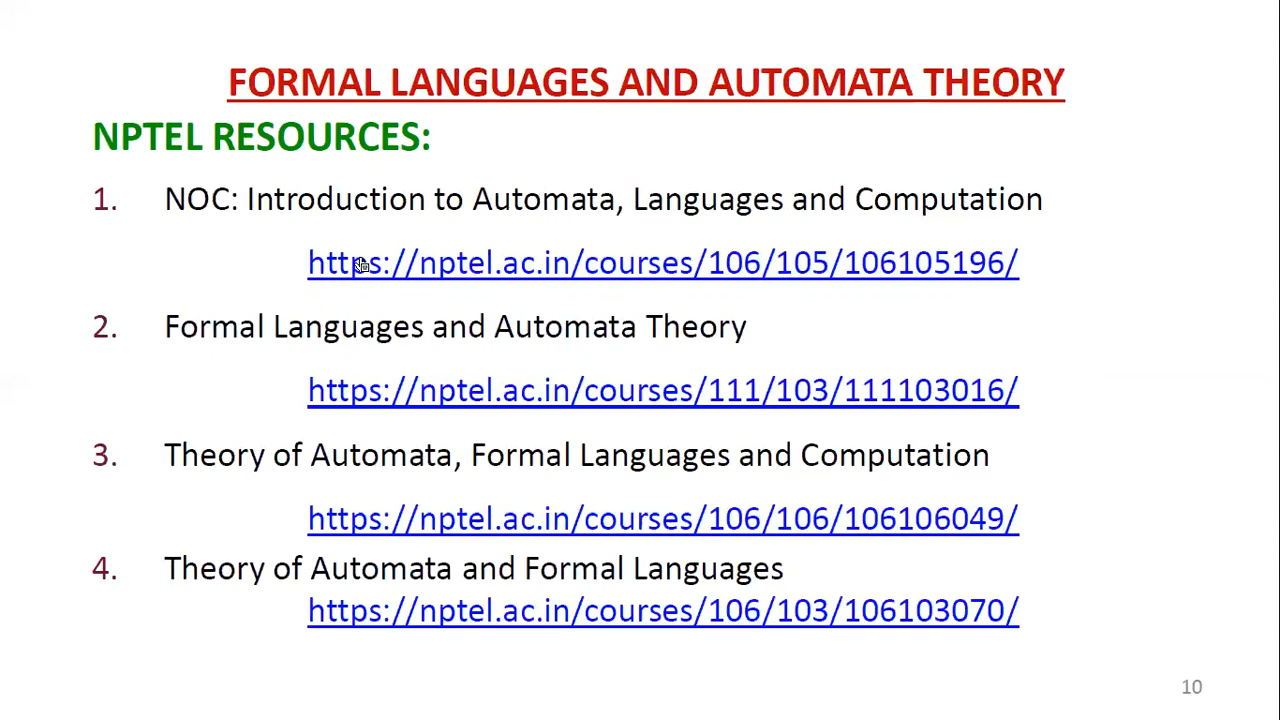 FORMAL LANGUAGES AND AUTOMATA THEORY
NPTEL RESOURCES:
1. NOC: Introduction to Automata, Languages and Computation
https://nptel.ac.in/courses/106/105/106105196/
2. Formal Languages and Automata Theory
https://nptel.ac.in/courses/111/103/111103016/
3. Theory of Automata, Formal Languages and Computation
https://nptel.ac.in/courses/106/106/106106049/
4. Theory of Automata and Formal Languages
https://nptel.ac.in/courses/106/103/106103070/
10